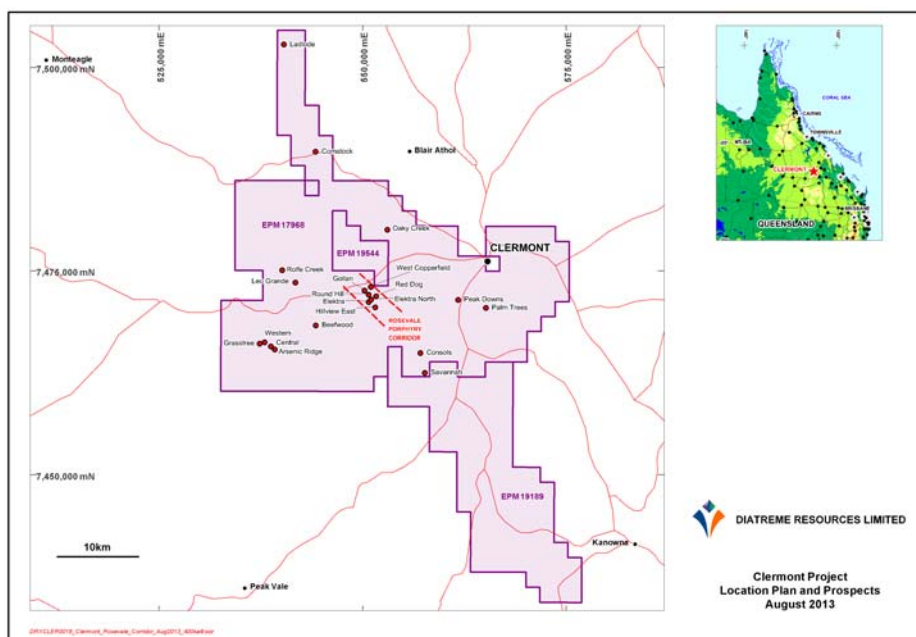 525,000 mE
550,000 mE
575,000 mE
Monteagle
7,500,000 mN
Comstock
Blair Athol
EPM 17968
EPM 19544
Oaky Creek
CLERMONT
West Copperfield
7,475,000 mN
Rolfe Creek
Gollan
Red Dog
Leo Grande
Round Hill
Elektra
Elektra North
Peak Downs
Hillview East
Palm Trees
ROSEVALE
PORPHYRY
CORRIDOR
Beefwood
Western
Grasstree
Central
Arsenic Ridge
Consols
Savannah
7,450,000 mN
EPM 19189
Kanowna
10km
Peak Vale
CORAL SEA
CAIRNS
TOWNSVILLE
CLERMONT
BRISBANE
QUEENSLAND
DIATREME RESOURCES LIMITED
Clermont Project
Location Plan and Prospects
August 2013